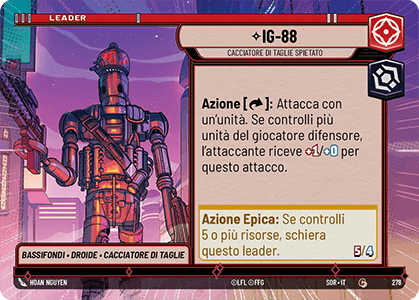 LEADER
✧IG-88
CACCIATORE DI TAGLIE SPIETATO
Azione [↷]: Attacca con
un'unità. Se controlli più
unità del giocatore difensore,
l'attaccante riceve +1/+0 per
questo attacco.
Azione Epica: Se controlli
5 o più risorse, schiera
questo leader.
5/4
BASSIFONDI • DROIDE • CACCIATORE DI TAGLIE
HOAN NGUYEN
©LFL ©FFG
SOR • IT
C
276